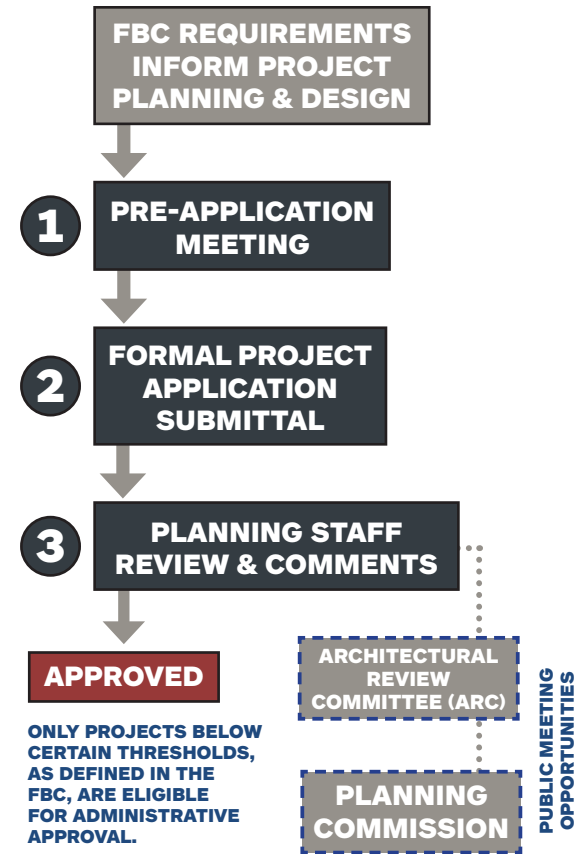 FBC REQUIREMENTS
INFORM PROJECT
PLANNING & DESIGN
1
PRE-APPLICATION
MEETING
2
FORMAL PROJECT
APPLICATION
SUBMITTAL
3
PLANNING STAFF
REVIEW & COMMENTS
APPROVED
ONLY PROJECTS BELOW
CERTAIN THRESHOLDS,
AS DEFINED IN THE
FBC, ARE ELIGIBLE
FOR ADMINISTRATIVE
APPROVAL.
ARCHITECTURAL
REVIEW
COMMITTEE (ARC)
PLANNING
COMMISSION
PUBLIC MEETING
OPPORTUNITIES